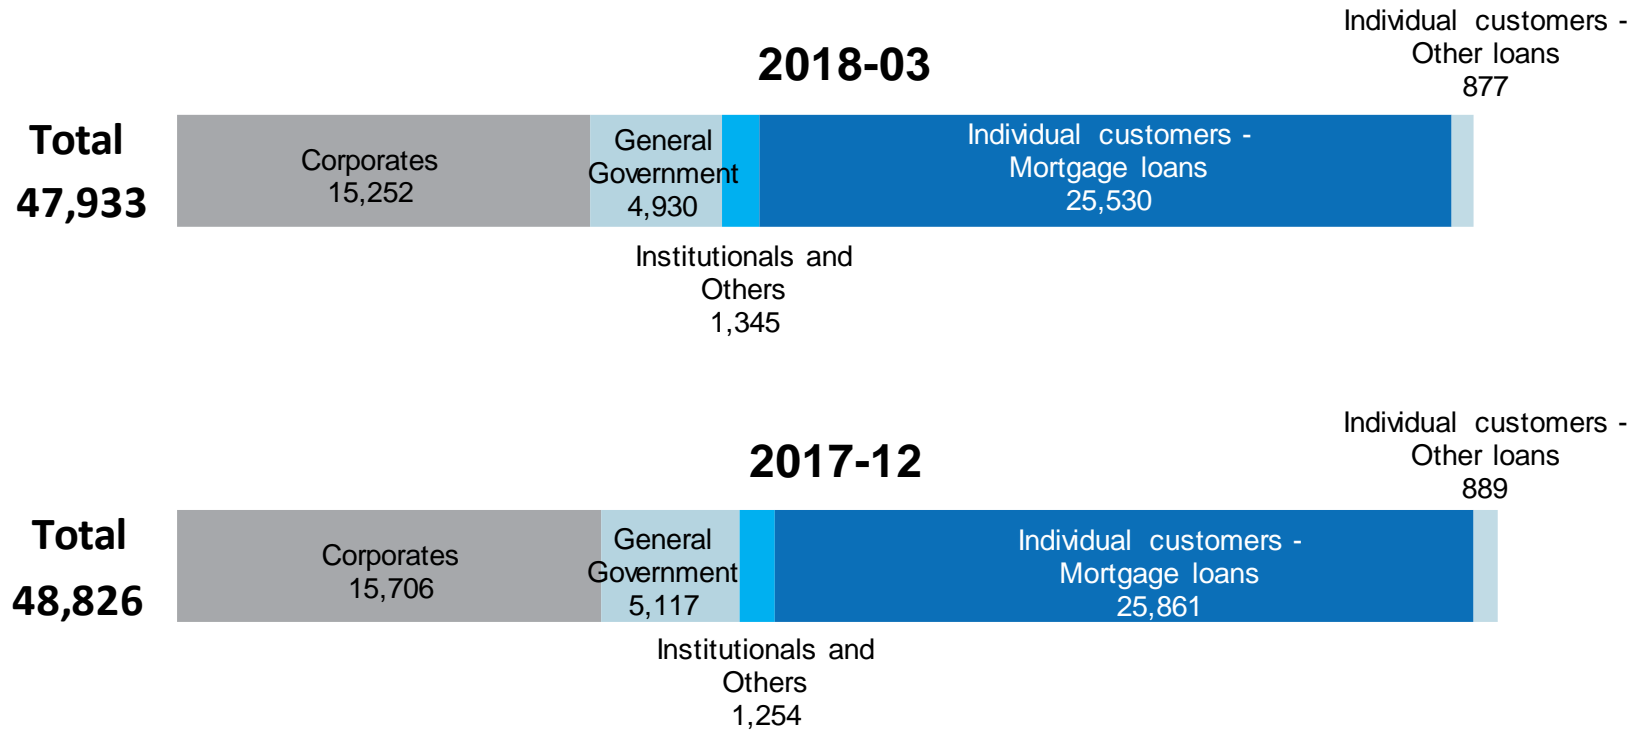 2018-03
Individual customers -
Other loans
877
Total
47,933
Corporates
15,252
General
Government
4,930
Individual customers -
Mortgage loans
25,530
Institutionals and
Others
1,345
2017-12
Individual customers -
Other loans
889
Total
48,826
Corporates
15,706
General
Government
5,117
Individual customers -
Mortgage loans
25,861
Institutionals and
Others
1,254